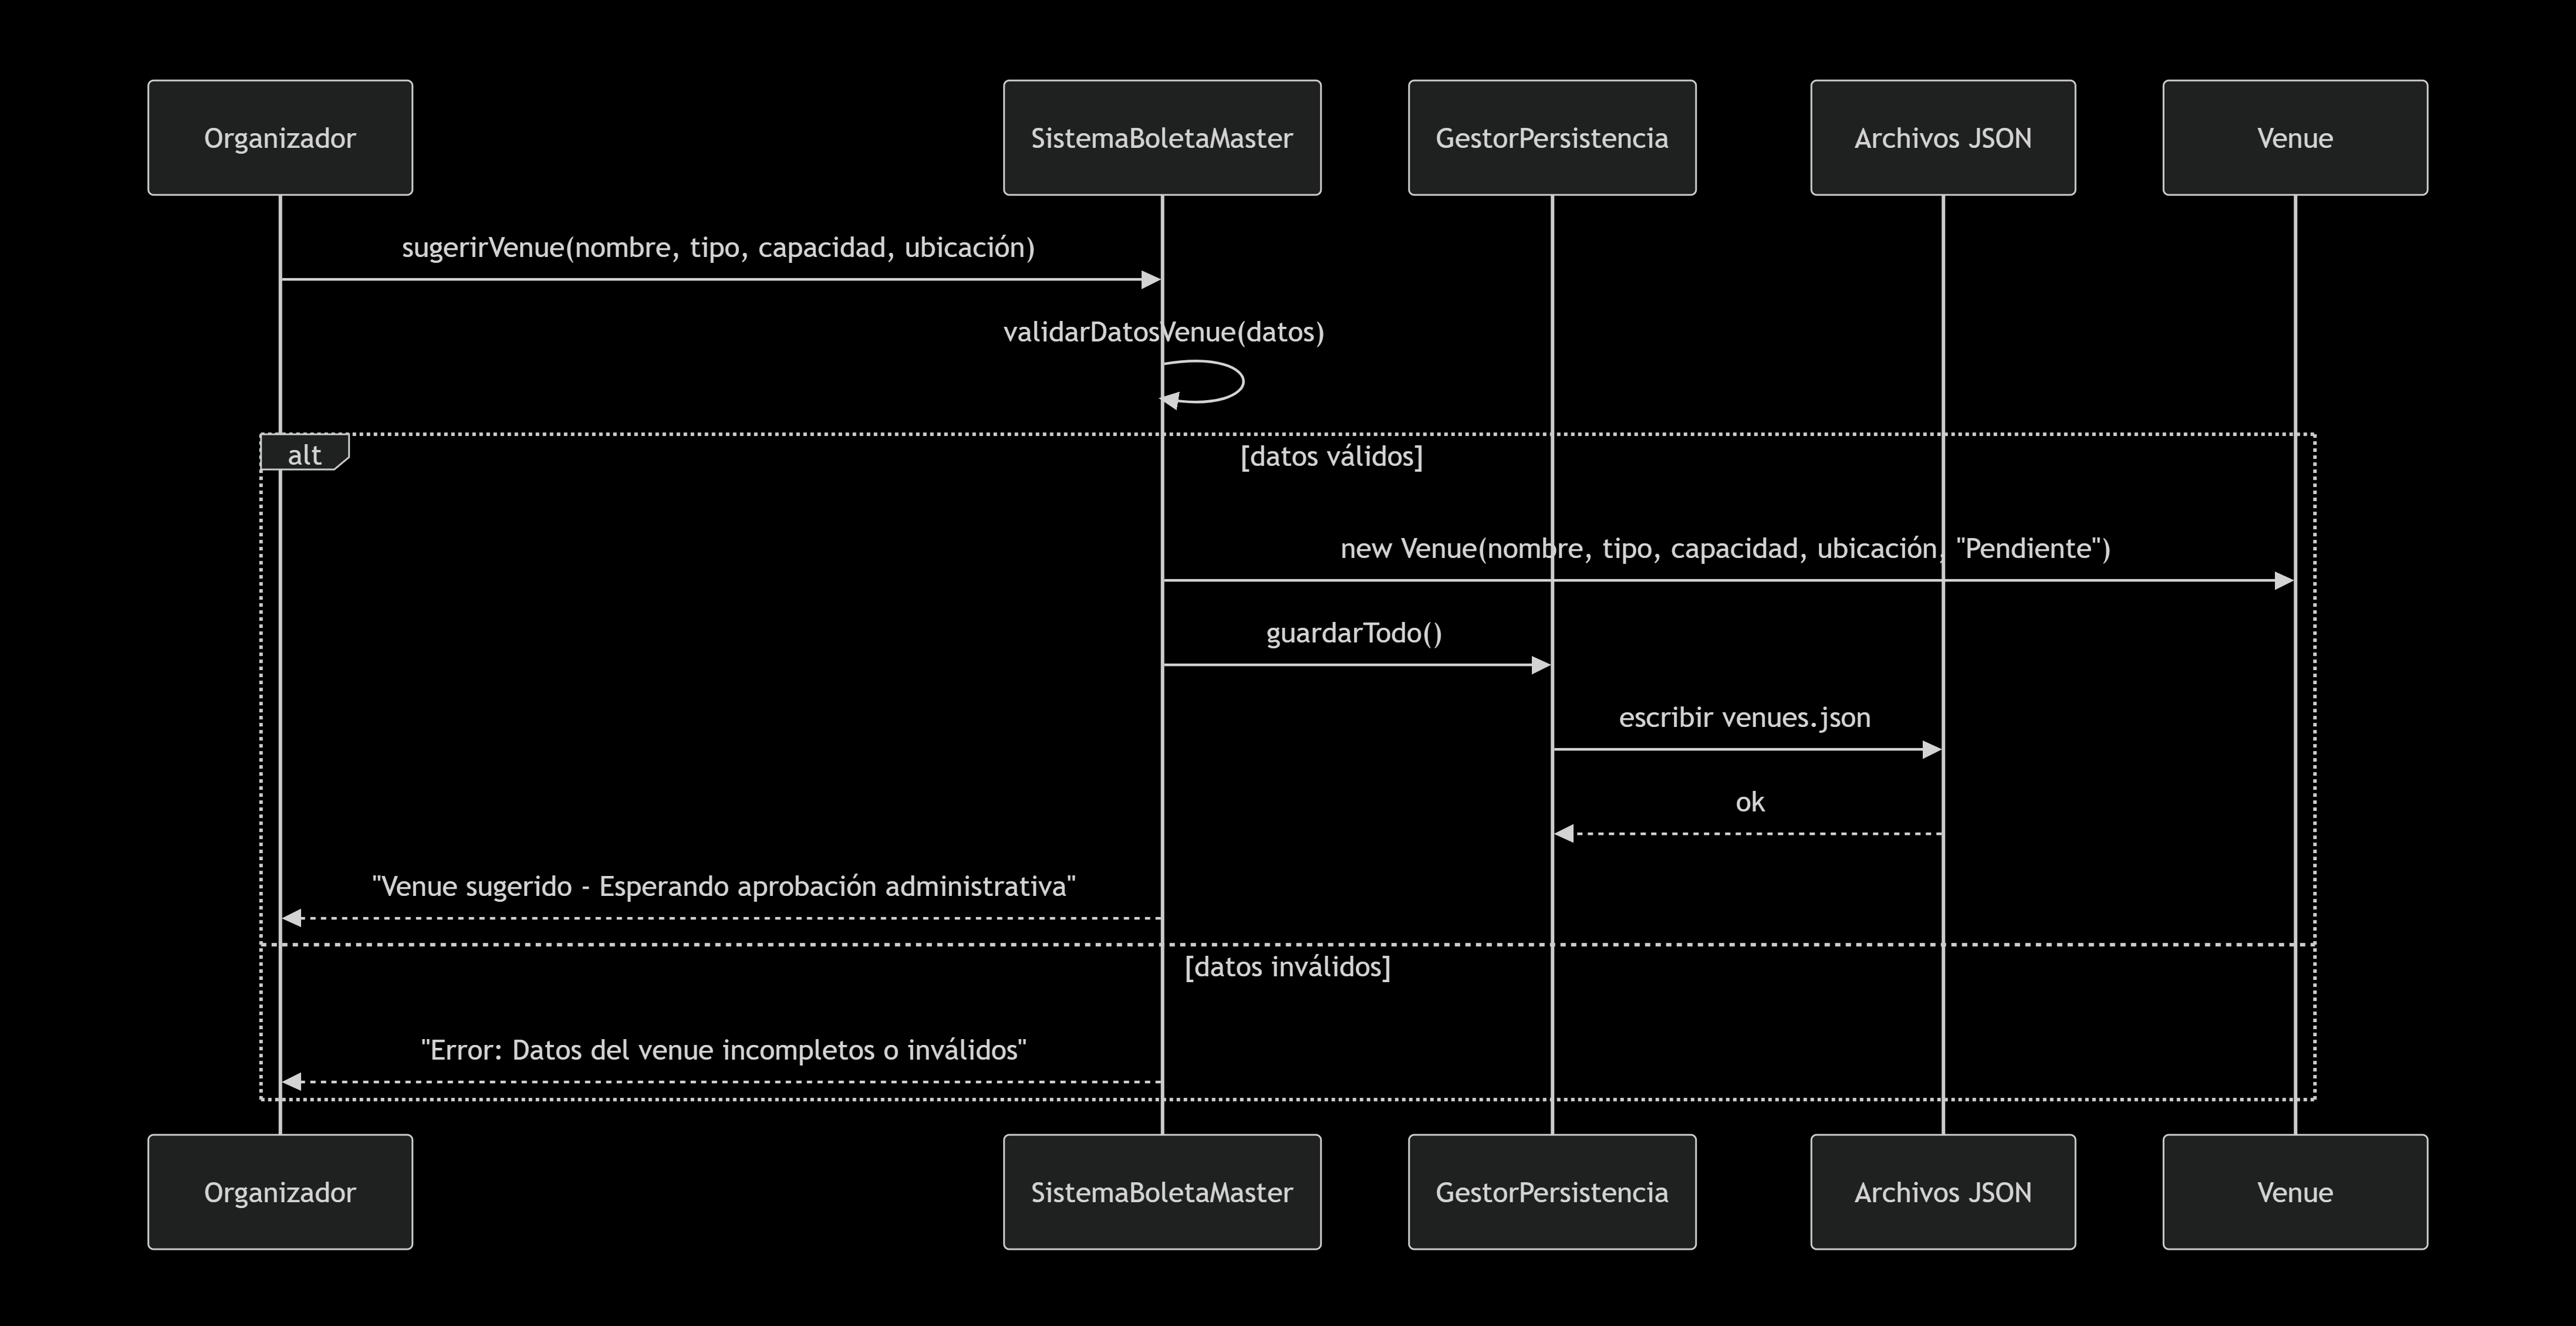 Organizador
SistemaBoletaMaster
GestorPersistencia
Archivos JSON
Venue
sugerirVenue(nombre, tipo, capacidad, ubicación)
validarDatosVenue(datos)
alt
[datos válidos]
new Venue(nombre, tipo, capacidad, ubicación, "Pendiente")
guardarTodo()
escribir venues.json
ok
"Venue sugerido - Esperando aprobación administrativa"
[datos inválidos]
"Error: Datos del venue incompletos o inválidos"
Organizador
SistemaBoletaMaster
GestorPersistencia
Archivos JSON
Venue